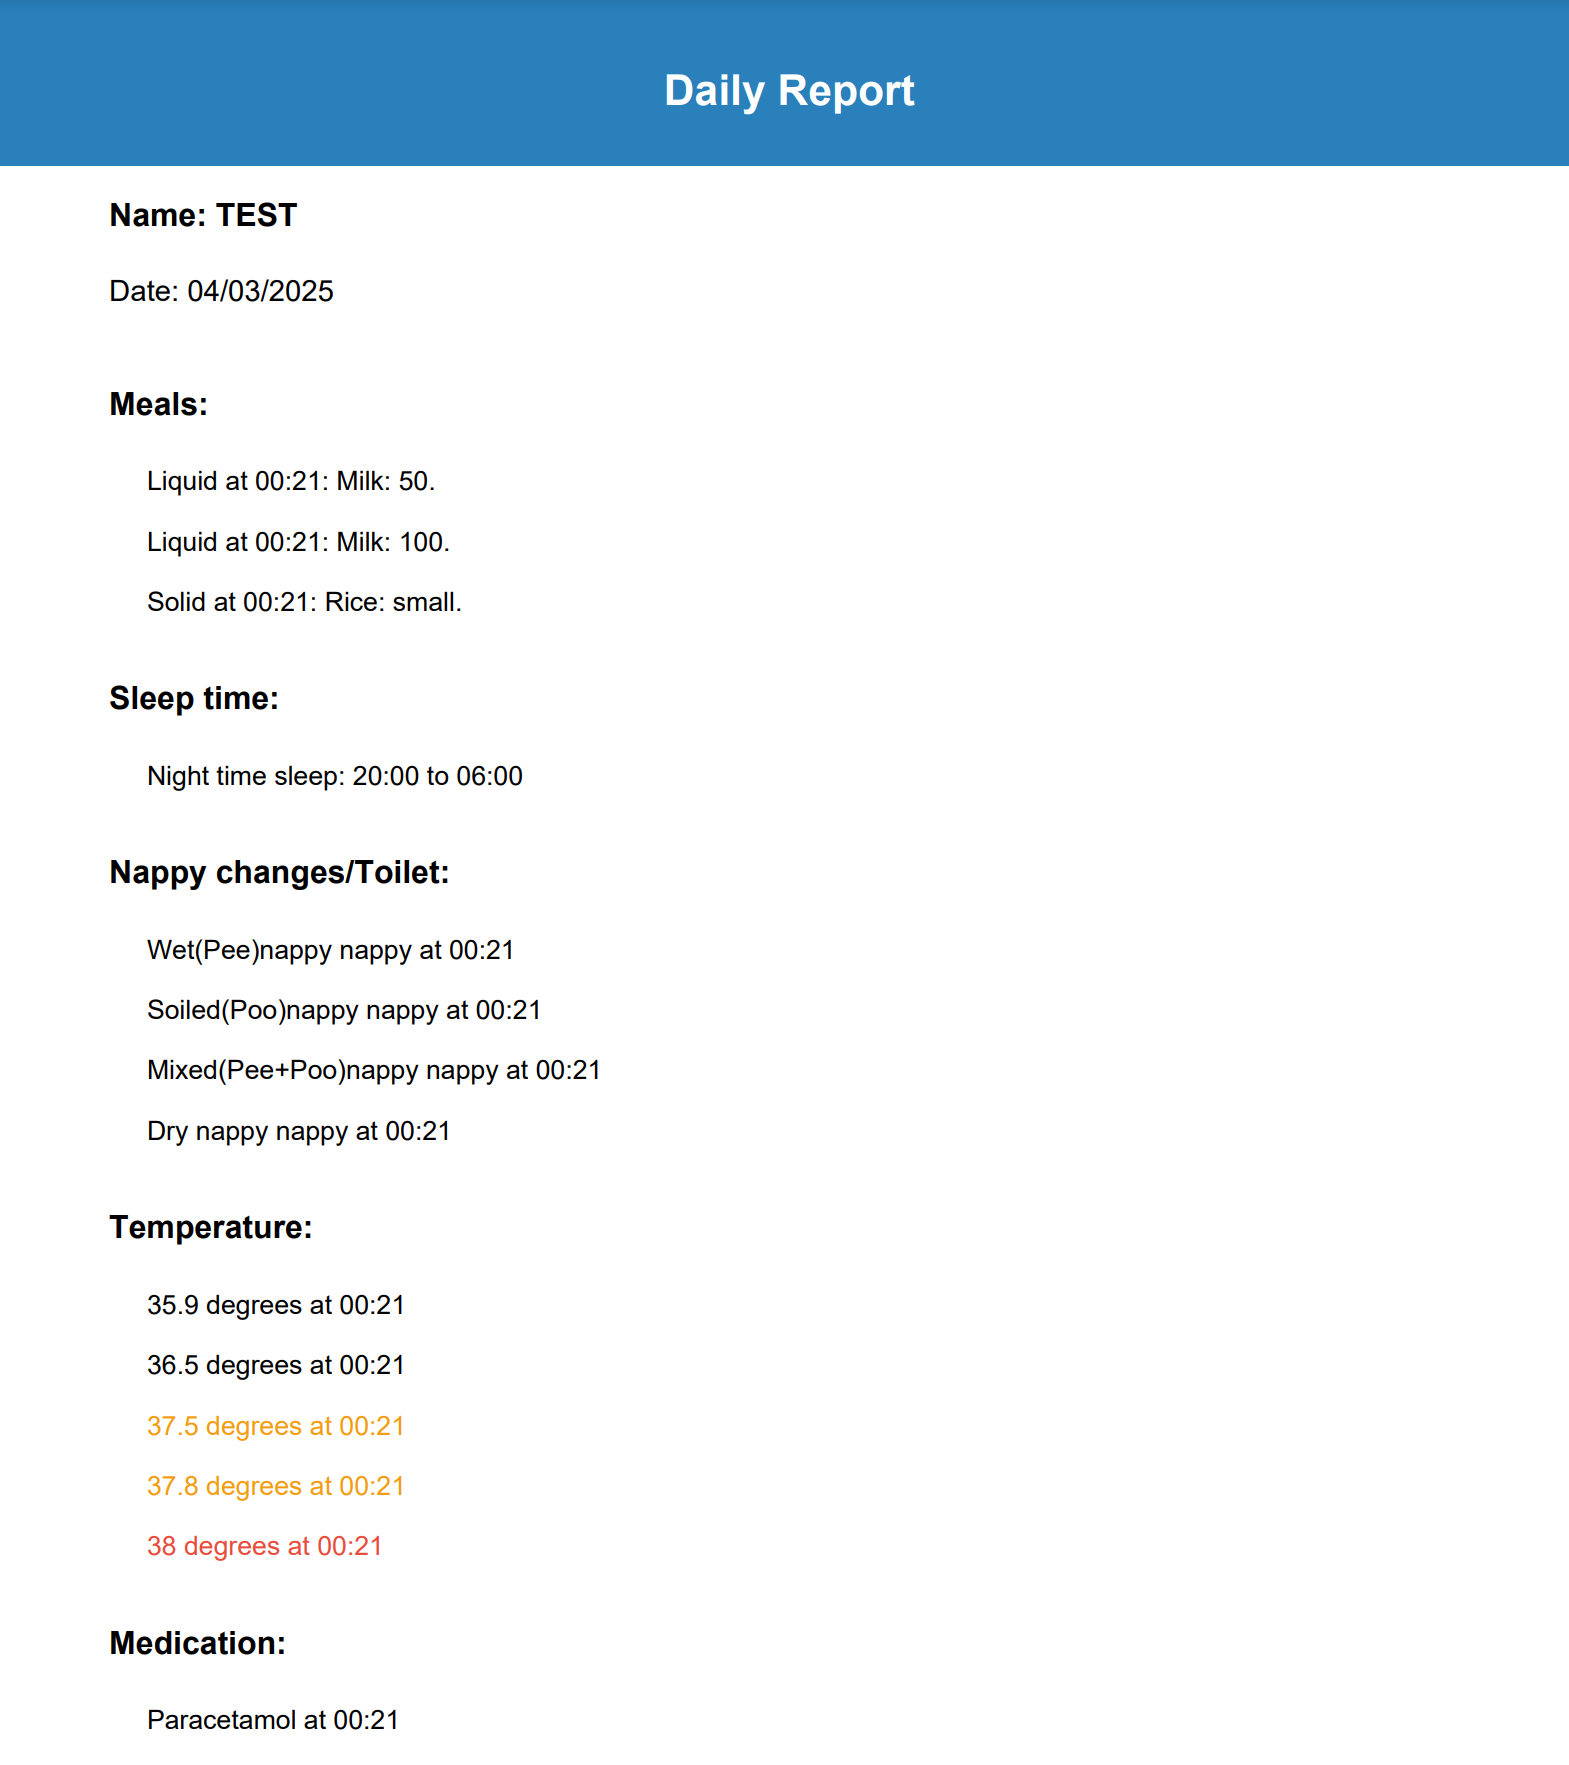 Daily Report
Name: TEST
Date: 04/03/2025
Meals:
Liquid at 00:21: Milk: 50.
Liquid at 00:21: Milk: 100.
Solid at 00:21: Rice: small.
Sleep time:
Night time sleep: 20:00 to 06:00
Nappy changes/Toilet:
Wet(Pee)nappy nappy at 00:21
Soiled(Poo)nappy nappy at 00:21
Mixed(Pee+Poo)nappy nappy at 00:21
Dry nappy nappy at 00:21
Temperature:
35.9 degrees at 00:21
36.5 degrees at 00:21
37.5 degrees at 00:21
37.8 degrees at 00:21
38 degrees at 00:21
Medication:
Paracetamol at 00:21